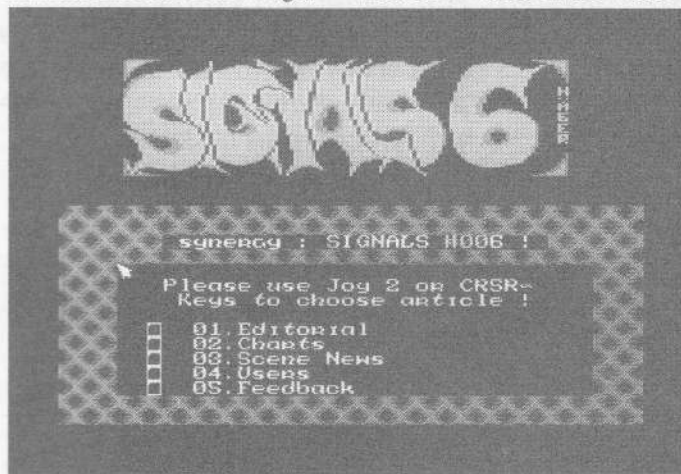 SIGNALS 6
synergy : SIGNALS #006 !
Please use Joy 2 or CRSR-
Keys to choose article !
01.Editorial
02.Charts
03.Scene News
04.Users
05.Feedback